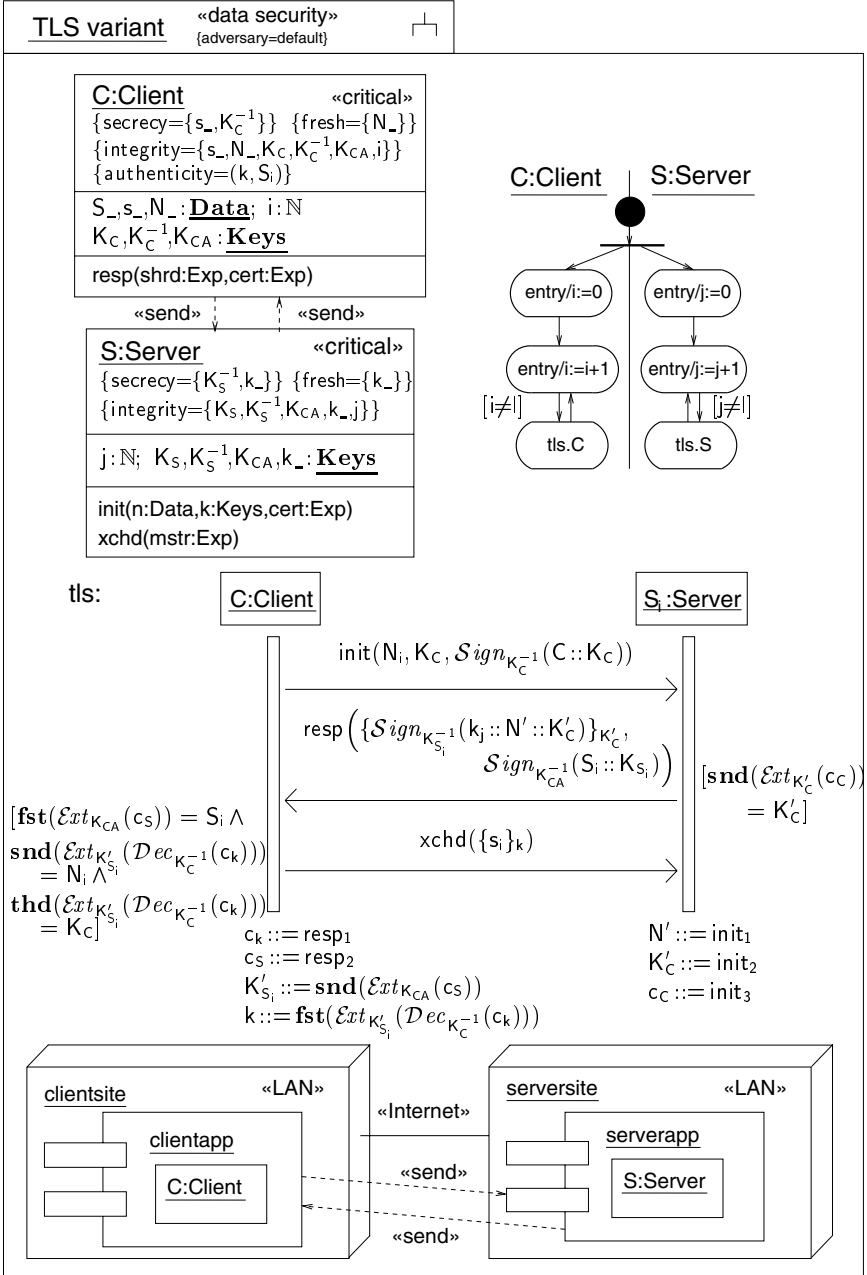 TLS variant
«data security»
{adversary=default}
C:Client
«critical»
{secrecy={s_,K_C^{-1}}} {fresh={N_}}
{integrity={s_,N_,K_C,K_C^{-1},K_CA,i}}
{authenticity=(k,S_i)}
S_,s_,N_:Data; i:ℕ
K_C,K_C^{-1},K_CA:Keys
resp(shrd:Exp,cert:Exp)
«send» «send»
S:Server
«critical»
{secrecy={K_S^{-1},k_}} {fresh={k_}}
{integrity={K_S,K_S^{-1},K_CA,k_,j}}
j:ℕ; K_S,K_S^{-1},K_CA,k_:Keys
init(n:Data,k:Keys,cert:Exp)
xchd(mstr:Exp)
C:Client S:Server
entry/i:=0 entry/j:=0
entry/i:=i+1 entry/j:=j+1
[i≠l] [j≠l]
tls.C tls.S
tls:
C:Client
S_i:Server
init(N_i,K_C,Sign_{K_C^{-1}}(C::K_C))
resp({Sign_{K_{S_i}^{-1}}(k_j::N'::K'_C)}_{K'_C},
Sign_{K_{CA}^{-1}}(S_i::K_{S_i}))
[snd(Ext_{K'_C}(c_C))
=K'_C]
[fst(Ext_{K_CA}(c_S))=S_i∧
snd(Ext_{K'_{S_i}}(Dec_{K_C^{-1}}(c_k)))
=N_i∧
thd(Ext_{K'_{S_i}}(Dec_{K_C^{-1}}(c_k)))
=K_C]
xchd({s_i}_k)
c_k::=resp_1
c_S::=resp_2
K'_{S_i}::=snd(Ext_{K_CA}(c_S))
k::=fst(Ext_{K'_{S_i}}(Dec_{K_C^{-1}}(c_k)))
N'::=init_1
K'_C::=init_2
c_C::=init_3
clientsite
«LAN»
clientapp
C:Client
«Internet»
«send»
«send»
serversite
«LAN»
serverapp
S:Server